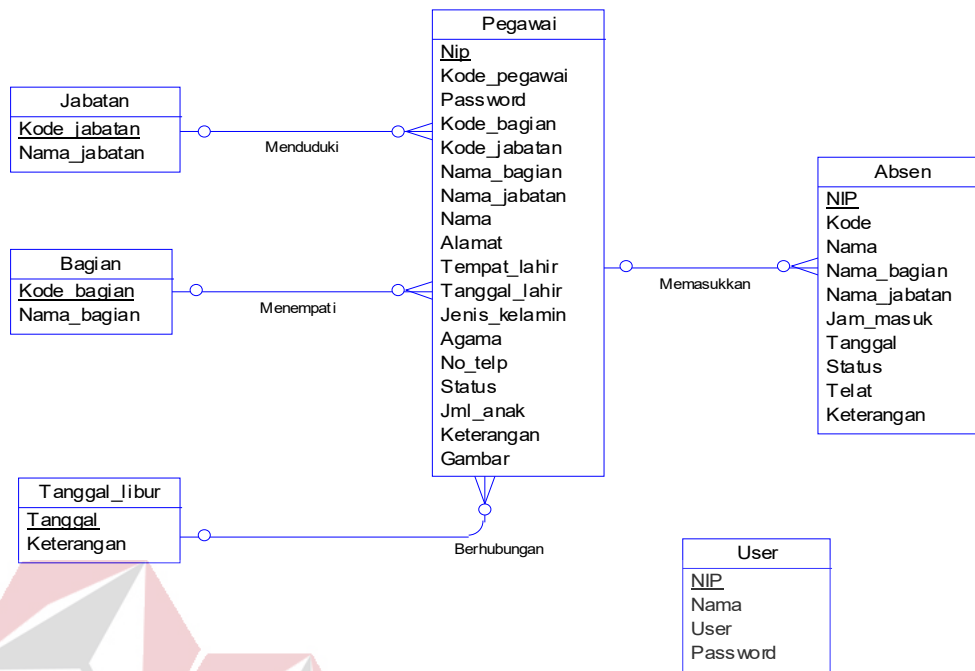 Pegawai
Nip
Kode_pegawai
Password
Kode_bagian
Kode_jabatan
Nama_bagian
Nama_jabatan
Nama
Alamat
Tempat_lahir
Tanggal_lahir
Jenis_kelamin
Agama
No_telp
Status
Jml_anak
Keterangan
Gambar
Jabatan
Kode_jabatan
Nama_jabatan
Menduduki
Bagian
Kode_bagian
Nama_bagian
Menempati
Absen
NIP
Kode
Nama
Nama_bagian
Nama_jabatan
Jam_masuk
Tanggal
Status
Telat
Keterangan
Memasukkan
Tanggal_libur
Tanggal
Keterangan
Berhubungan
User
NIP
Nama
User
Password